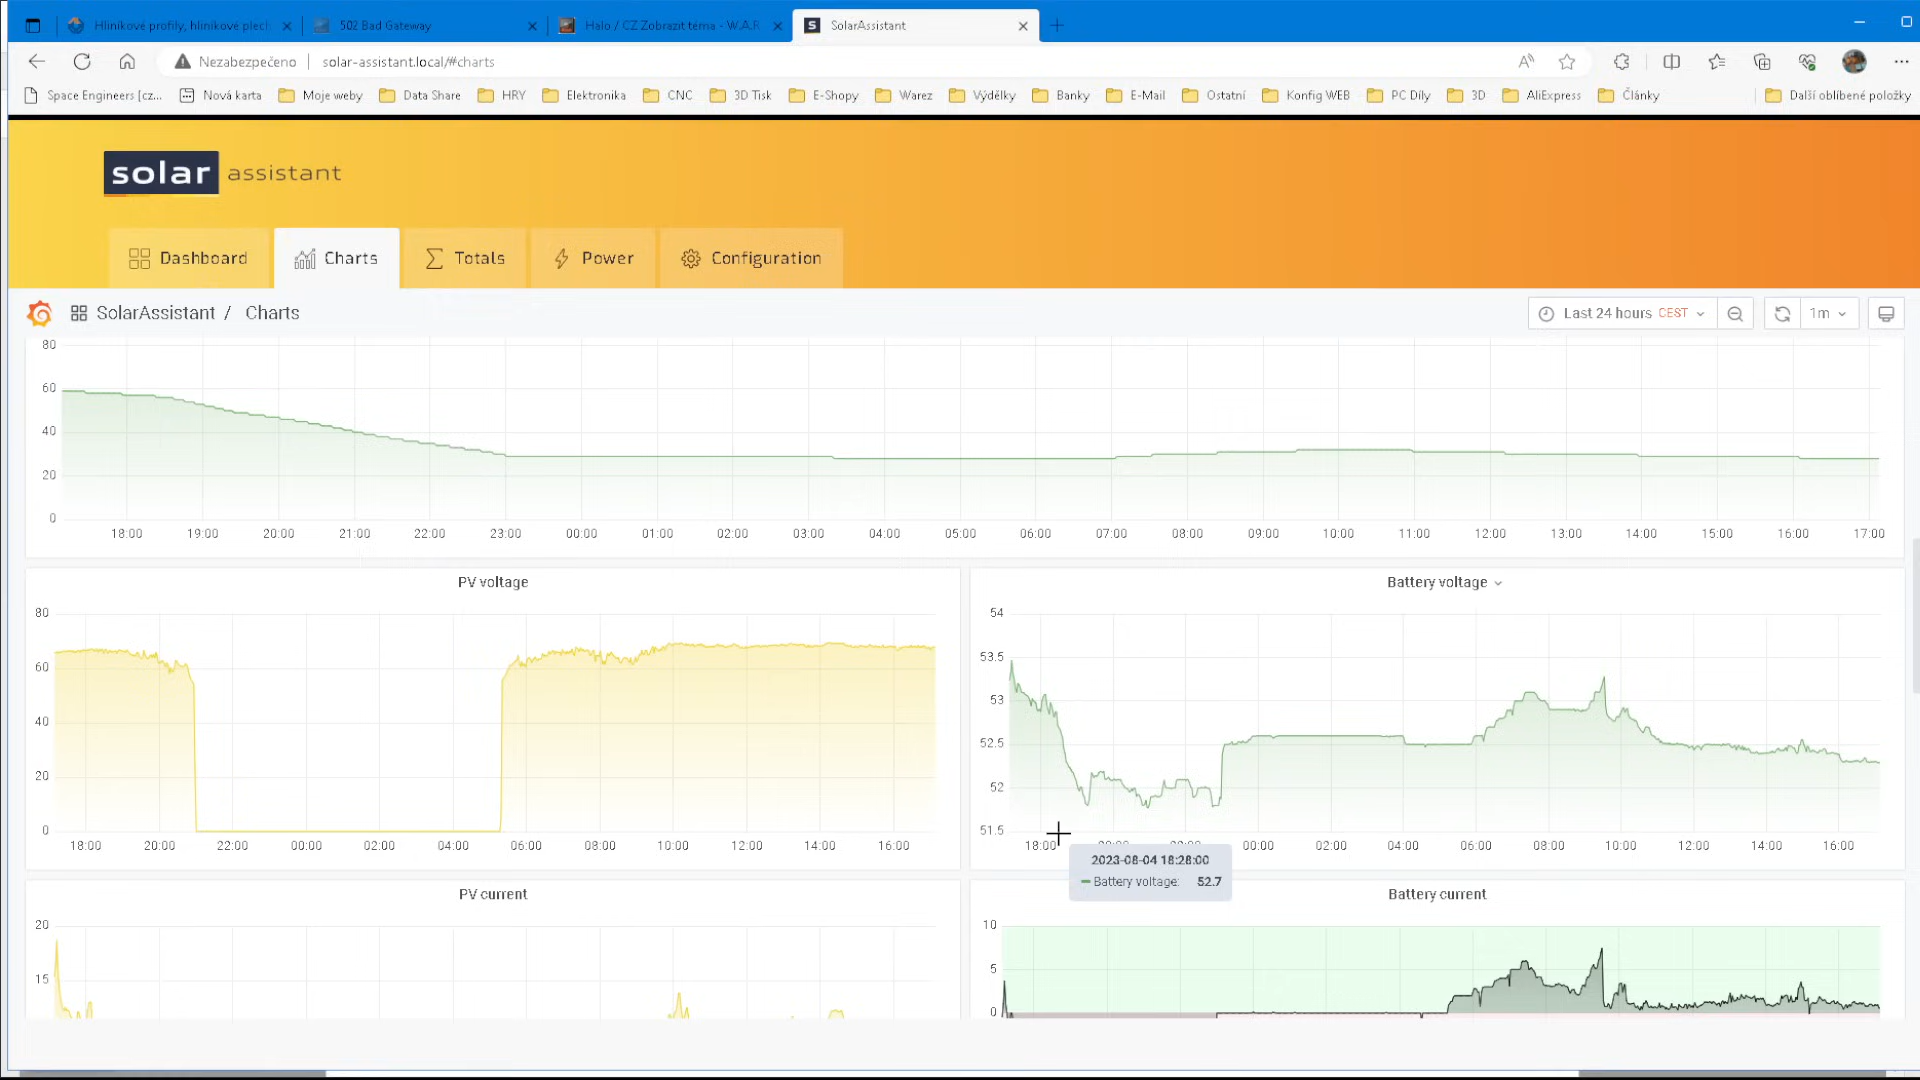 Hliníkové profily, hliníkové plecl
502 Bad Gateway
Halo / CZ Zobrazit téma - W.A.R
SolarAssistant
Nezabezpečeno
solar-assistant.local/#charts
Space Engineers [cz...
Nová karta
Moje weby
Data Share
HRY
Elektronika
CNC
3D Tisk
E-Shopy
Warez
Výdělky
Banky
E-Mail
Ostatní
Konfig WEB
PC Díly
3D
AliExpress
Články
Další oblíbené položky
solar assistant
Dashboard
Charts
Totals
Power
Configuration
SolarAssistant / Charts
Last 24 hours CEST
1m
80
60
40
20
0
18:00 19:00 20:00 21:00 22:00 23:00 00:00 01:00 02:00 03:00 04:00 05:00 06:00 07:00 08:00 09:00 10:00 11:00 12:00 13:00 14:00 15:00 16:00 17:00
PV voltage
80
60
40
20
0
18:00 20:00 22:00 00:00 02:00 04:00 06:00 08:00 10:00 12:00 14:00 16:00
Battery voltage
54
53.5
53
52.5
52
51.5
18:00 00:00 02:00 04:00 06:00 08:00 10:00 12:00 14:00 16:00
2023-08-04 18:28:00
Battery voltage: 52.7
PV current
20
15
Battery current
10
5
0